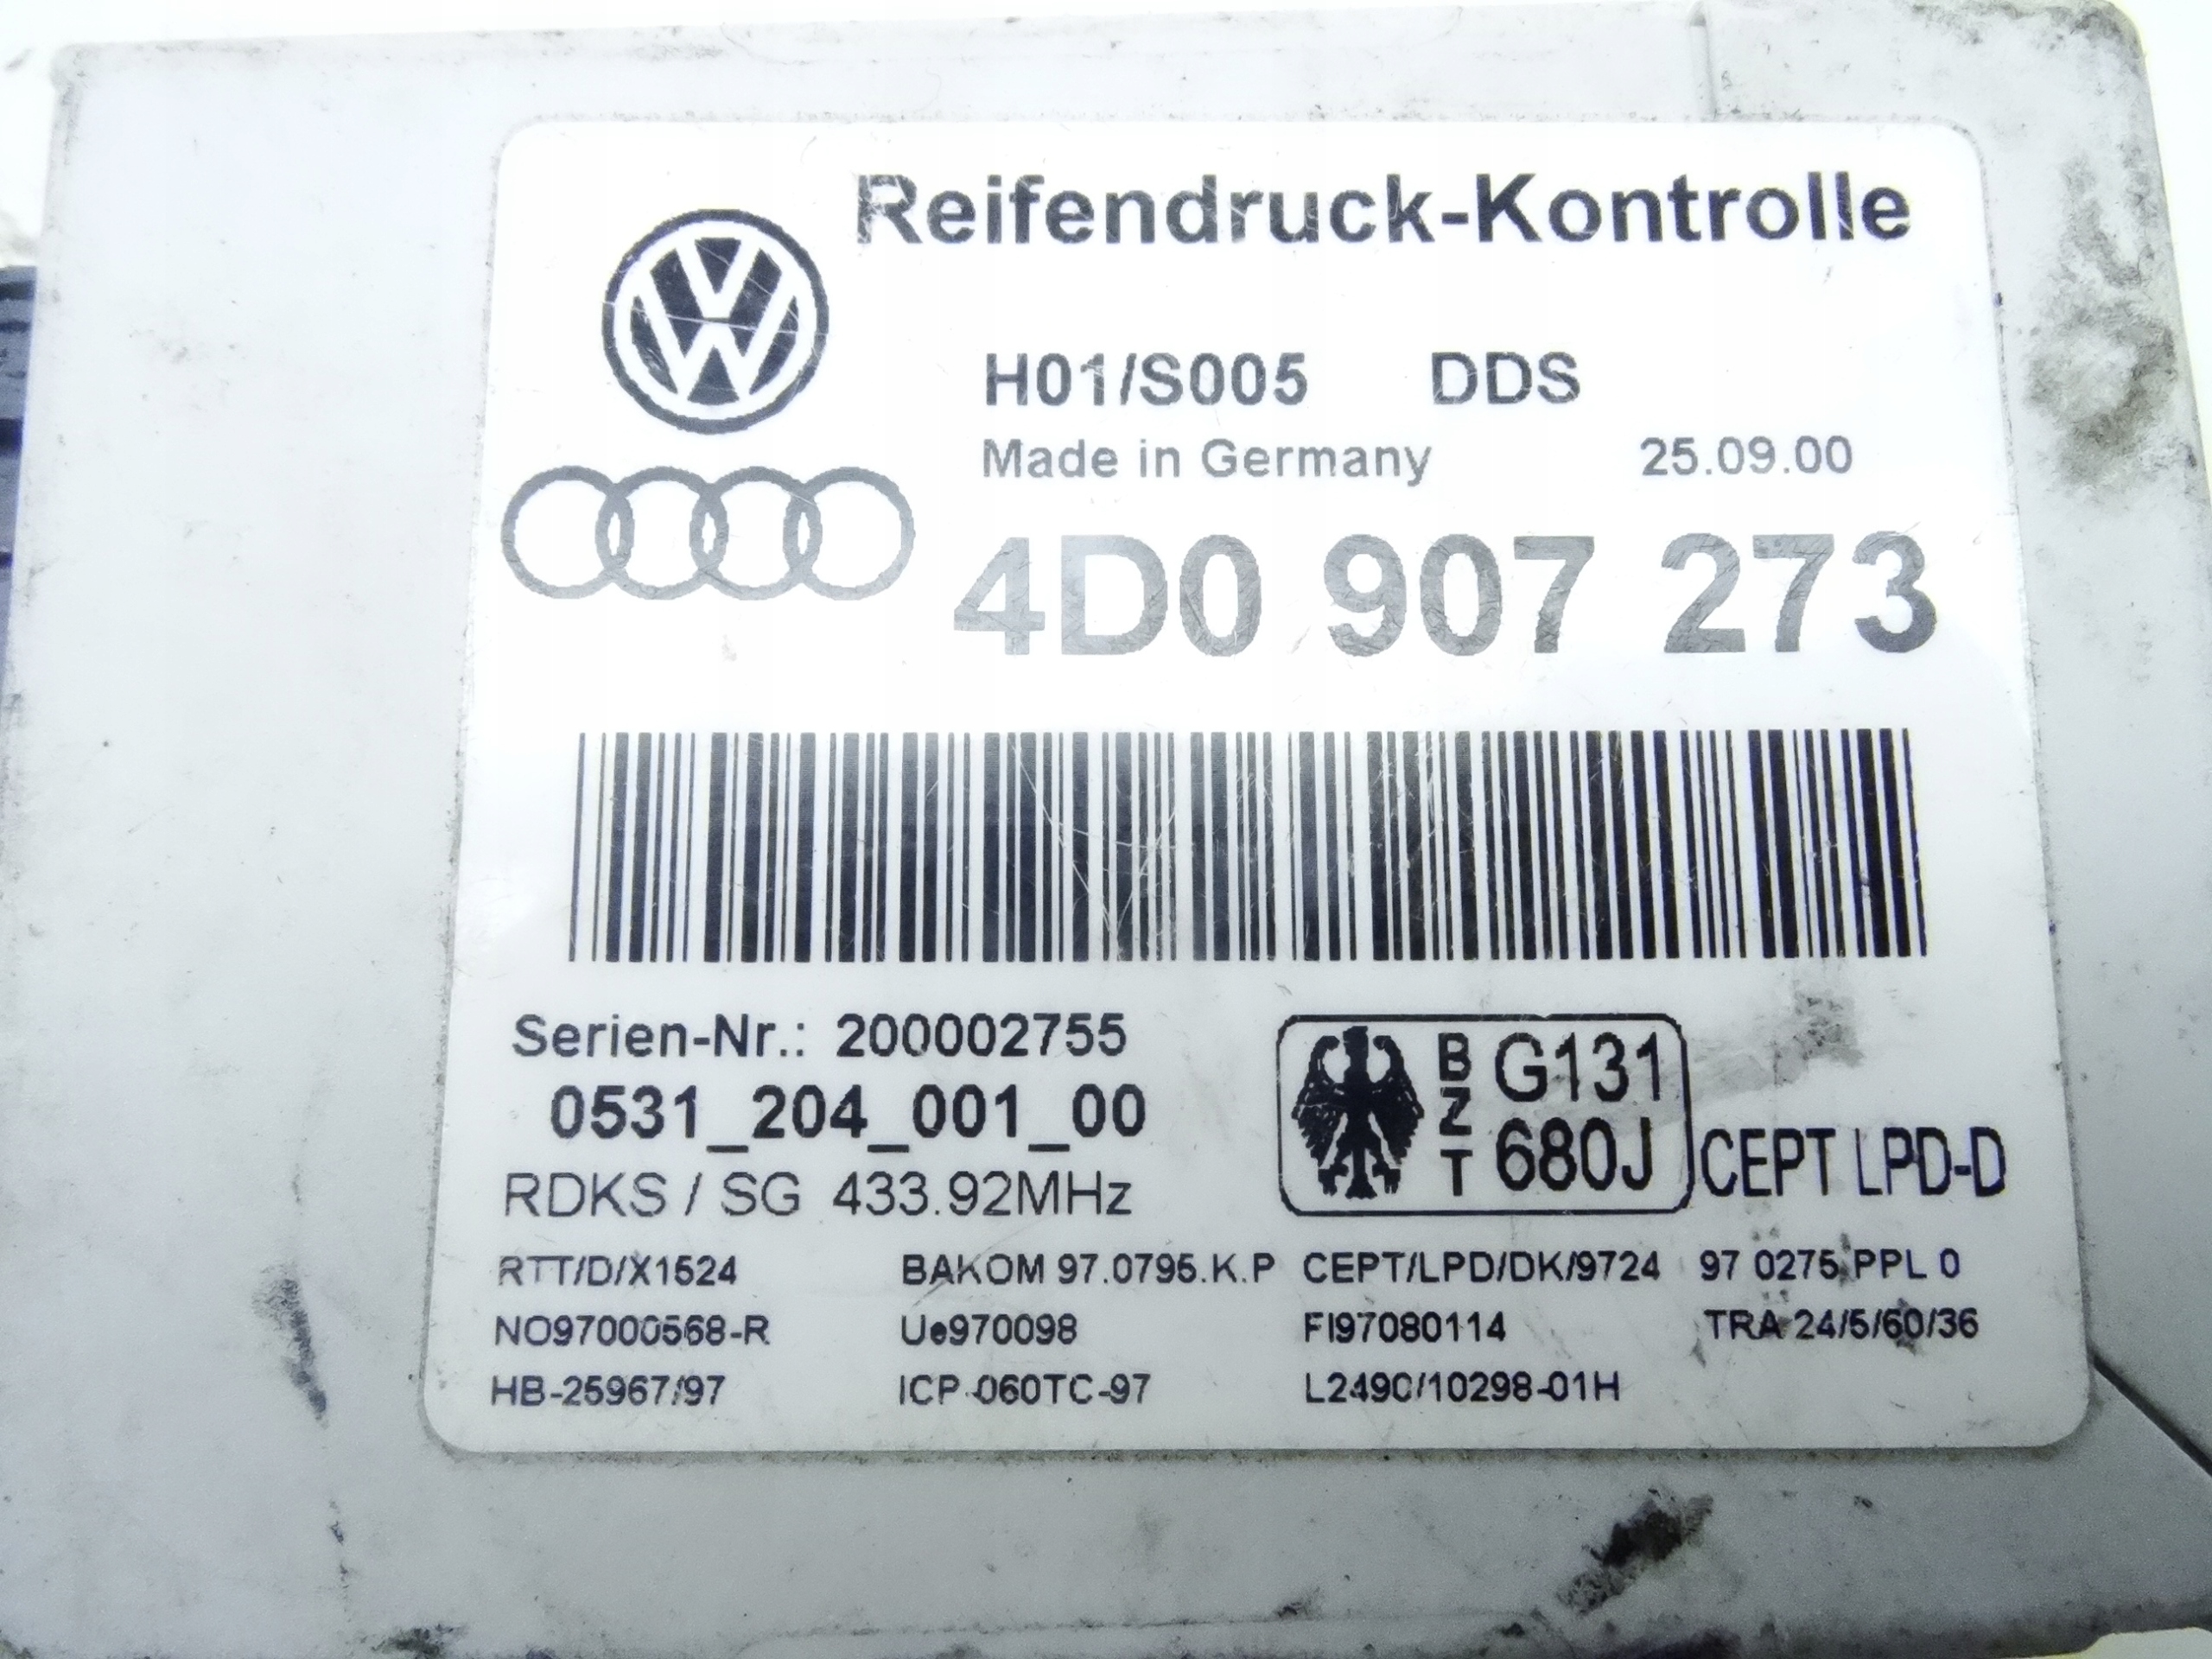 Reifendruck-Kontrolle
H01/S005 DDS
Made in Germany 25.09.00
4D0 907 273
Serien-Nr.: 200002755
0531_204_001_00
RDKS / SG 433.92MHz
BZT G131 680J
CEPT LPD-D
RTT/D/X1524 BAKOM 97.0795.K.P CEPT/LPD/DK/9724 97 0275 PPL 0
NO97000568-R Ue970098 FI97080114 TRA 24/5/60/36
HB-25967/97 ICP-060TC-97 L2490/10298-01H